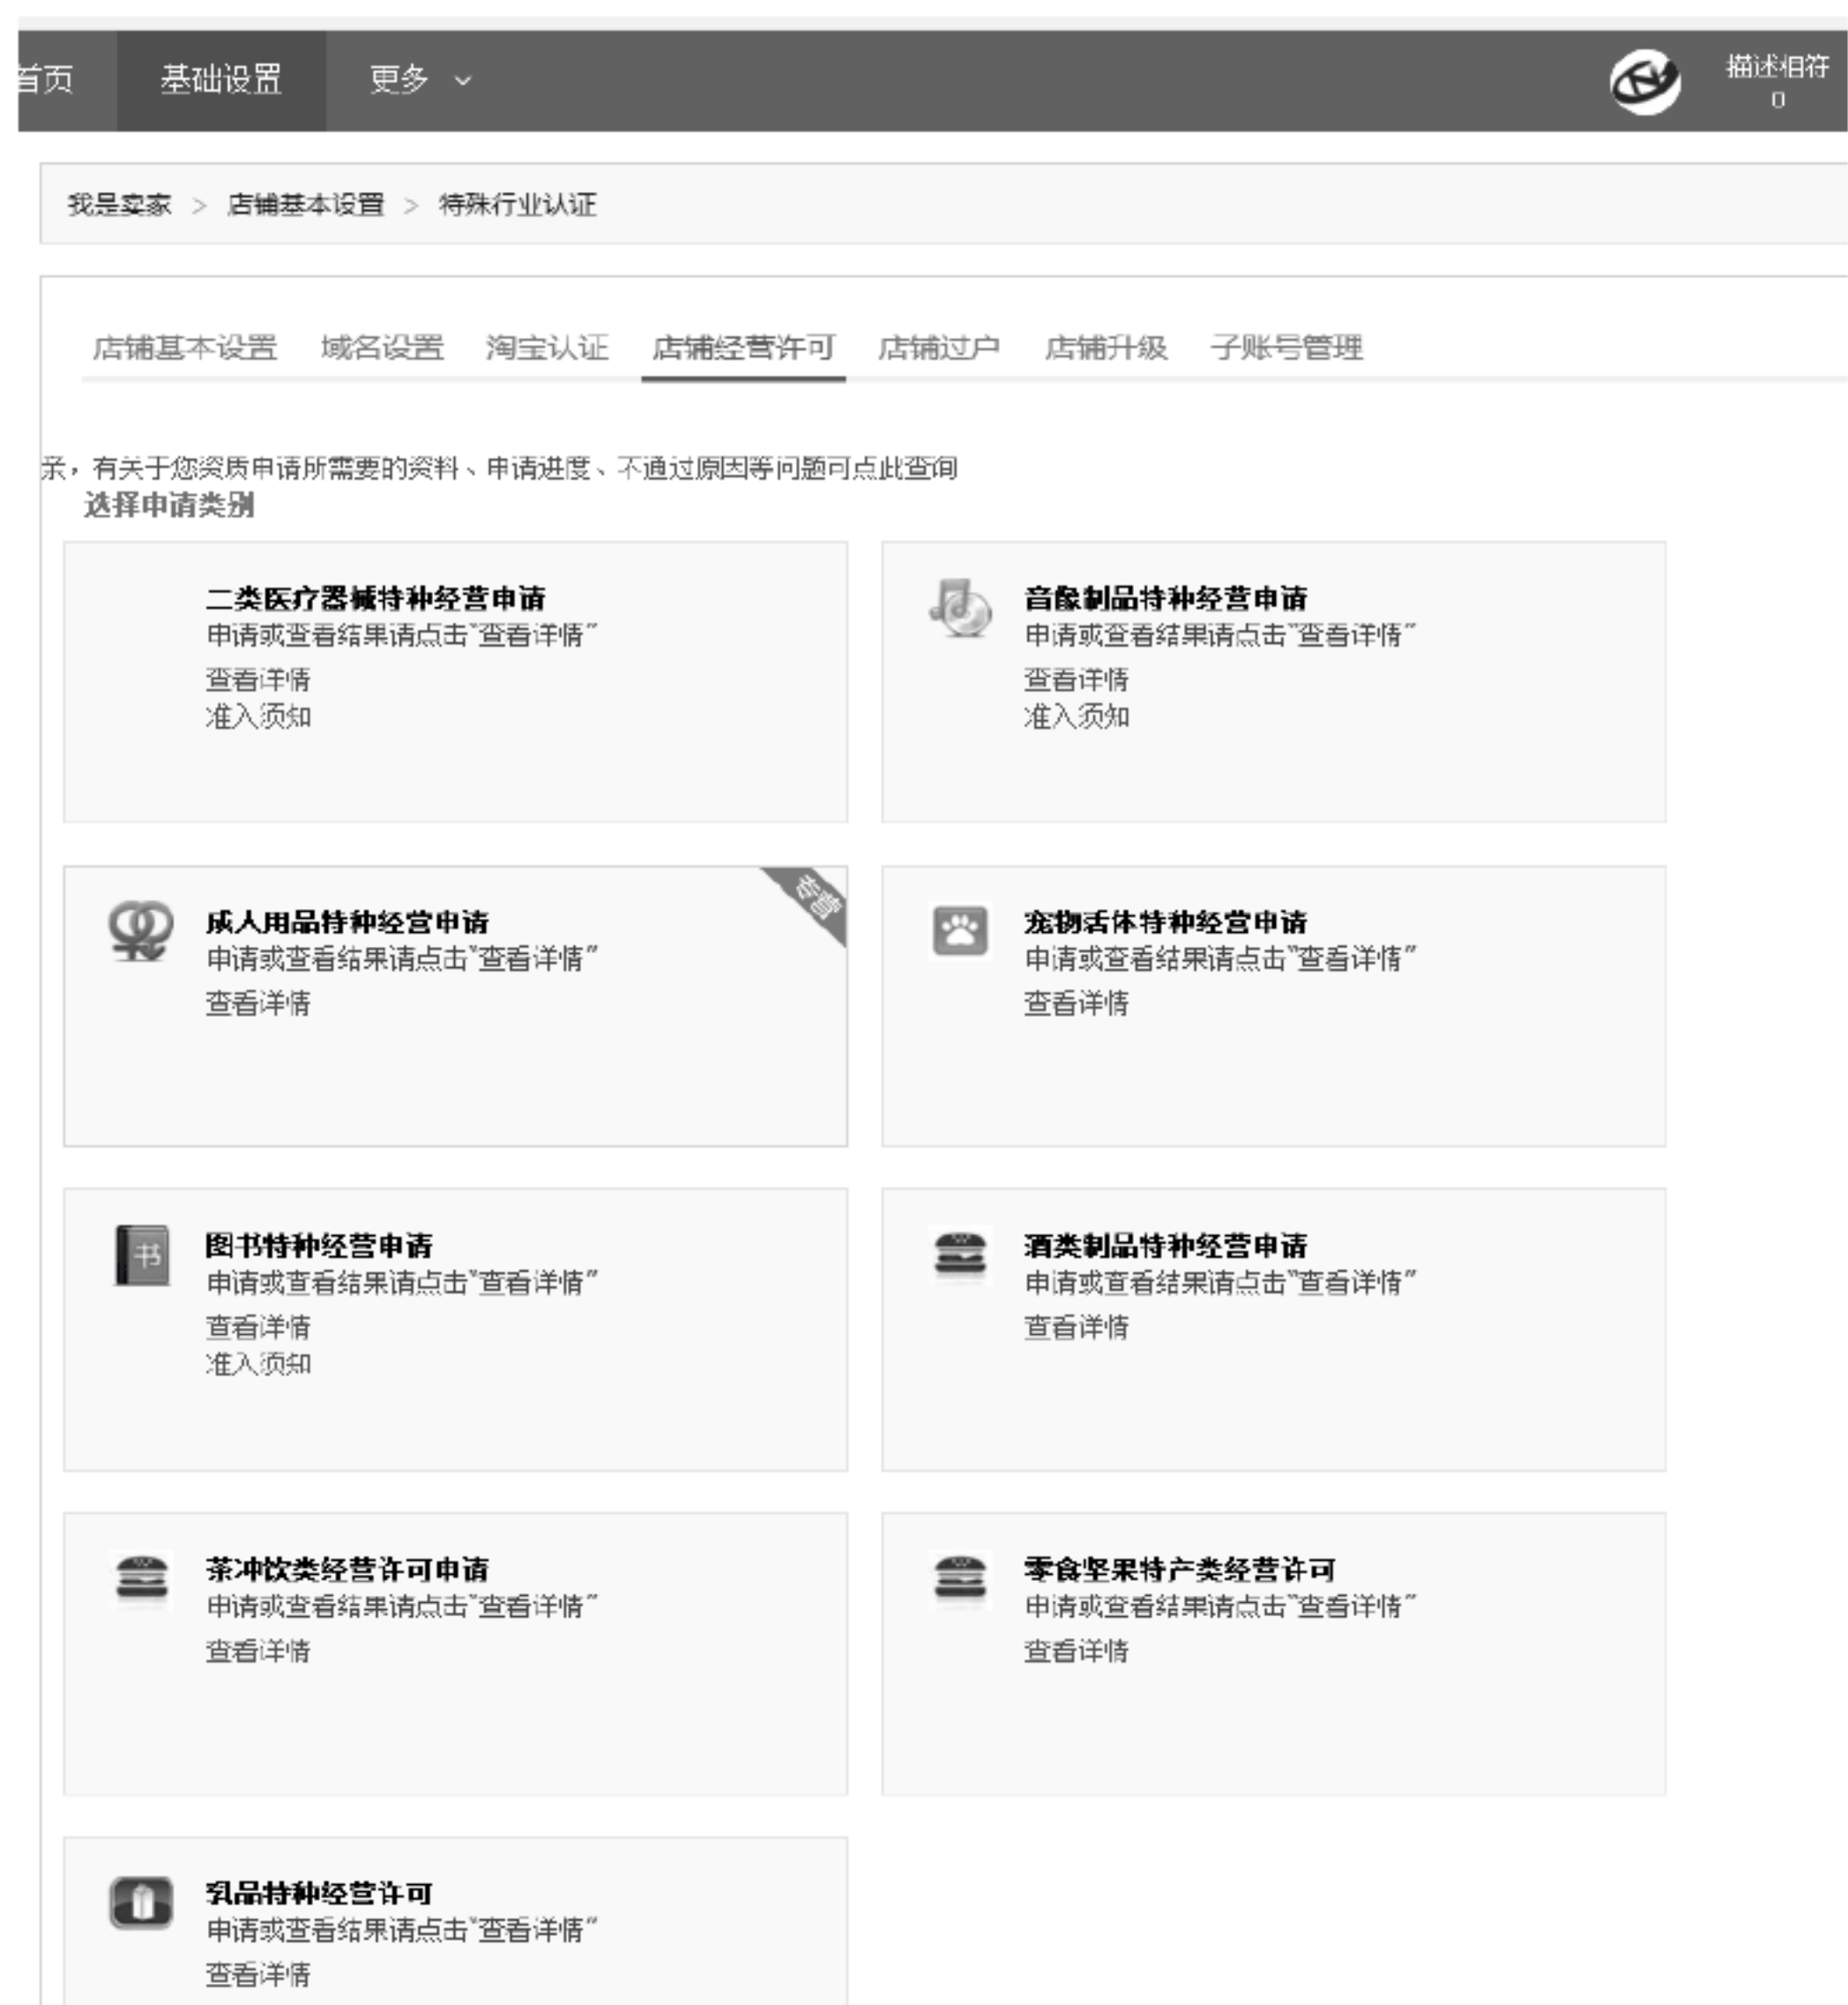 首页 基础设置 更多 描述相符
0
我是卖家 > 店铺基本设置 > 特殊行业认证
店铺基本设置 域名设置 淘宝认证 店铺经营许可 店铺过户 店铺升级 子账号管理
亲，有关于您资质申请所需要的资料、申请进度、不通过原因等问题可点此查询
选择申请类别
二类医疗器械特种经营申请
申请或查看结果请点击"查看详情"
查看详情
准入须知
音像制品特种经营申请
申请或查看结果请点击"查看详情"
查看详情
准入须知
成人用品特种经营申请
申请或查看结果请点击"查看详情"
查看详情
专营
宠物活体特种经营申请
申请或查看结果请点击"查看详情"
查看详情
书
图书特种经营申请
申请或查看结果请点击"查看详情"
查看详情
准入须知
酒类制品特种经营申请
申请或查看结果请点击"查看详情"
查看详情
茶冲饮类经营许可申请
申请或查看结果请点击"查看详情"
查看详情
零食坚果特产类经营许可
申请或查看结果请点击"查看详情"
查看详情
乳品特种经营许可
申请或查看结果请点击"查看详情"
查看详情